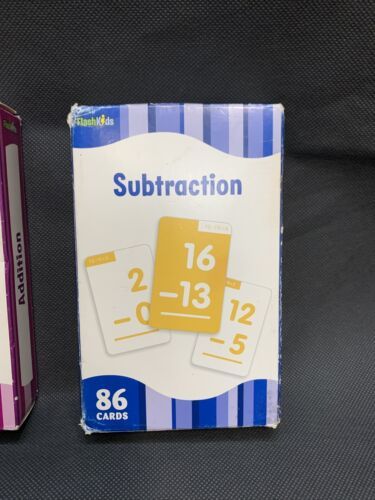 FlashKids
Subtraction
16
-13
2
-0
12
-5
86
CARDS
Addition